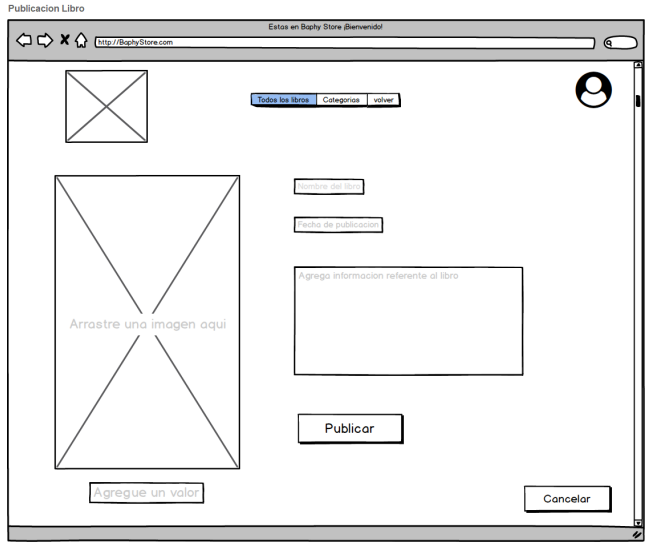 Publicacion Libro
Estas en Baphy Store ¡Bienvenido!
http://BaphyStore.com
Todos los libros Categorias volver
Nombre del libro
Fecha de publicacion
Agrega informacion referente al libro
Arrastre una imagen aqui
Publicar
Agregue un valor
Cancelar